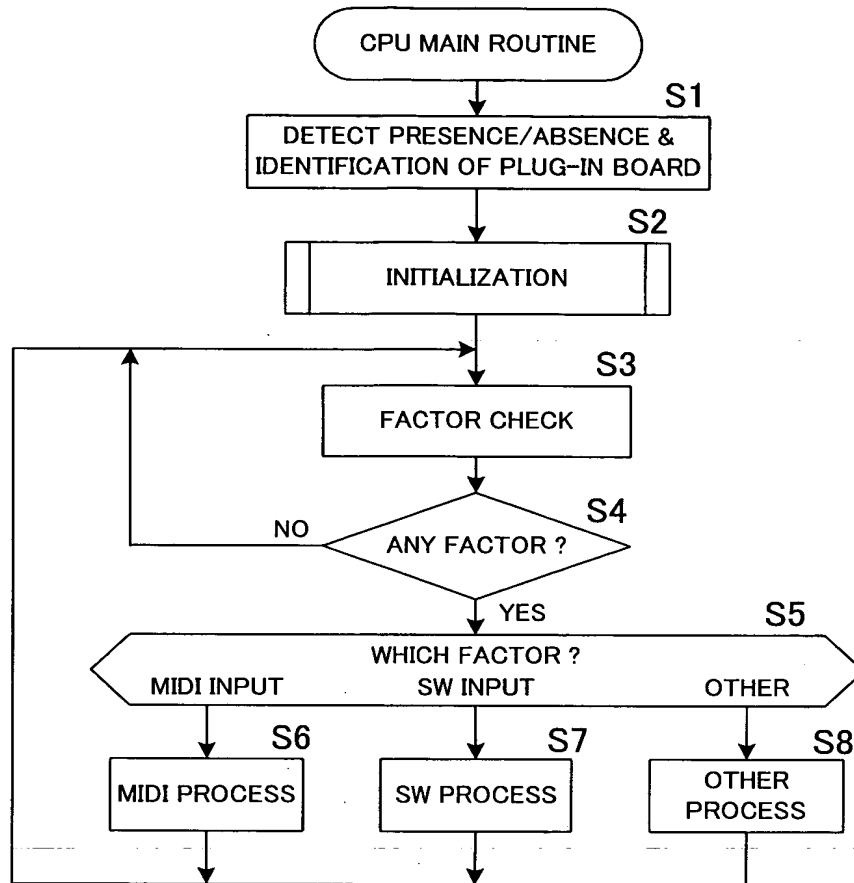 CPU MAIN ROUTINE
S1
DETECT PRESENCE/ABSENCE &
IDENTIFICATION OF PLUG-IN BOARD
S2
INITIALIZATION
S3
FACTOR CHECK
S4
NO
ANY FACTOR ?
YES
S5
WHICH FACTOR ?
MIDI INPUT SW INPUT OTHER
S6
MIDI PROCESS
S7
SW PROCESS
S8
OTHER
PROCESS